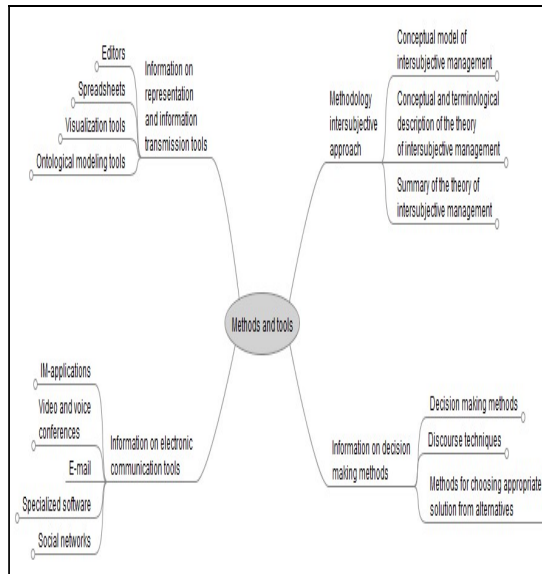 Editors
Spreadsheets
Visualization tools
Ontological modeling tools
Information on
representation
and information
transmission tools
Methodology
intersubjective
approach
Conceptual model of
intersubjective management
Conceptual and terminological
description of the theory
of intersubjective management
Summary of the theory of
intersubjective management
Methods and tools
IM-applications
Video and voice
conferences
E-mail
Specialized software
Social networks
Information on electronic
communication tools
Information on decision
making methods
Decision making methods
Discourse techniques
Methods for choosing appropriate
solution from alternatives